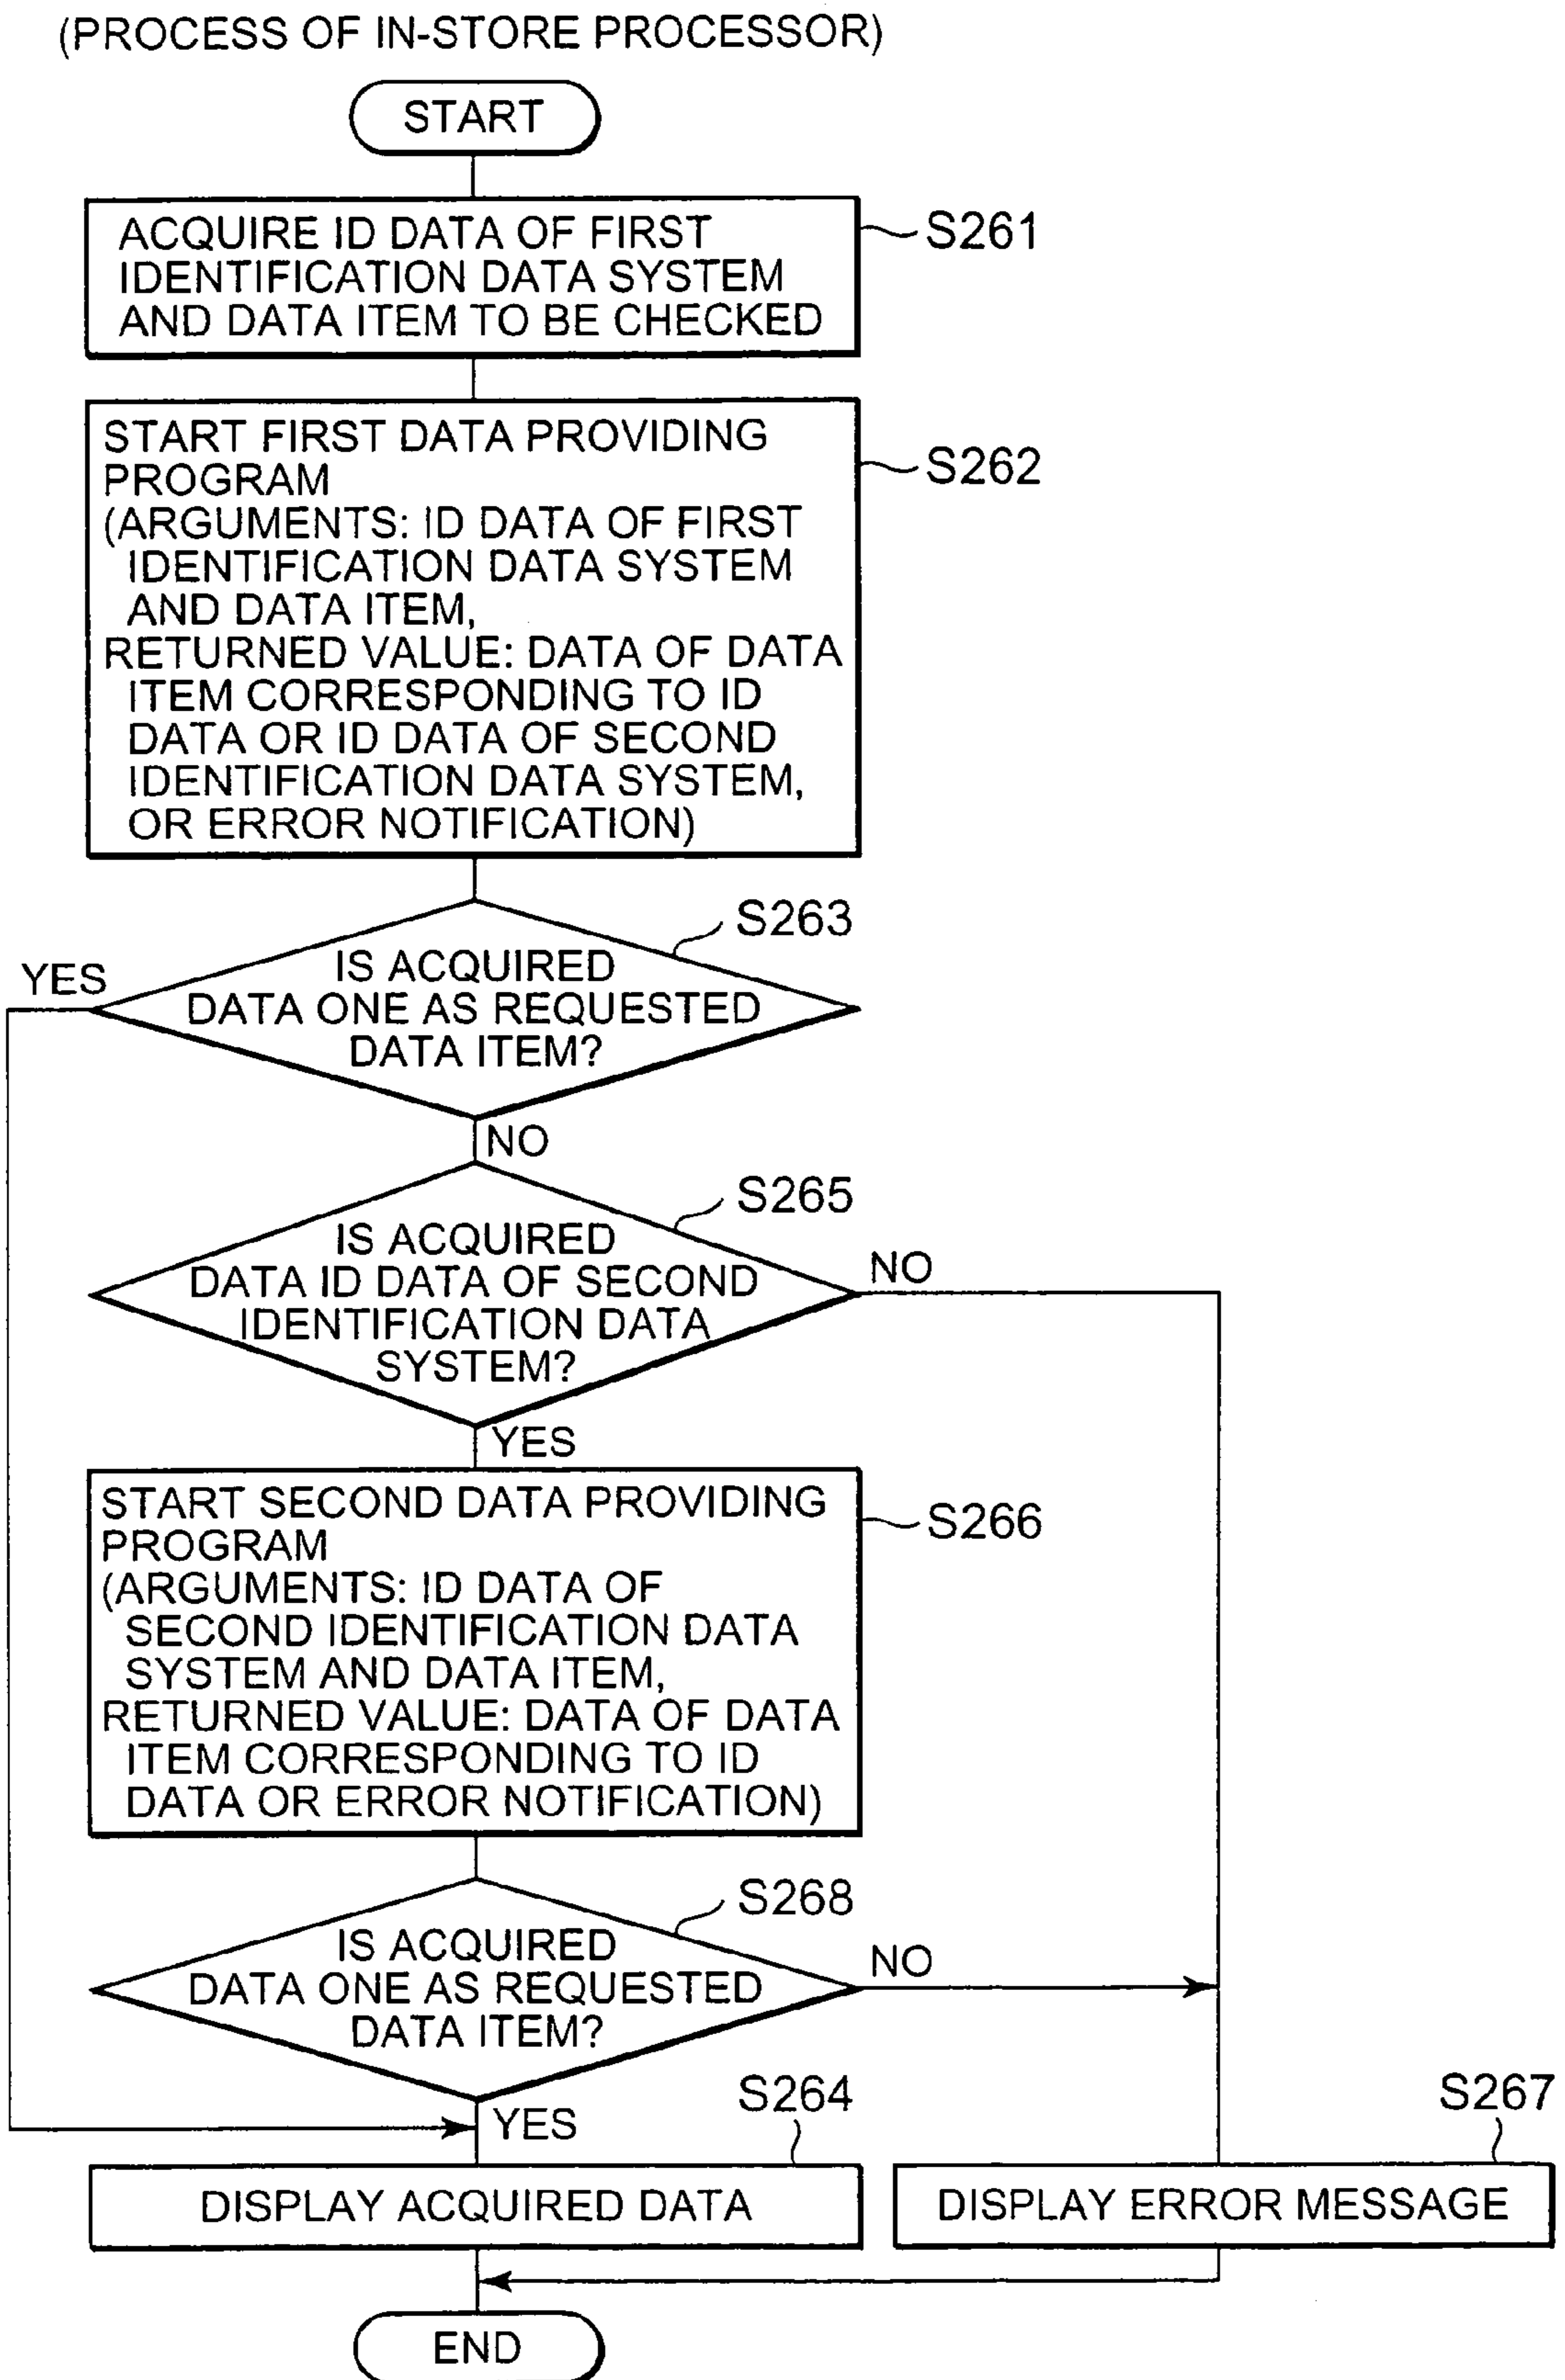 (PROCESS OF IN-STORE PROCESSOR)
START
ACQUIRE ID DATA OF FIRST
IDENTIFICATION DATA SYSTEM
AND DATA ITEM TO BE CHECKED
S261
START FIRST DATA PROVIDING
PROGRAM
(ARGUMENTS: ID DATA OF FIRST
IDENTIFICATION DATA SYSTEM
AND DATA ITEM,
RETURNED VALUE: DATA OF DATA
ITEM CORRESPONDING TO ID
DATA OR ID DATA OF SECOND
IDENTIFICATION DATA SYSTEM,
OR ERROR NOTIFICATION)
S262
S263
IS ACQUIRED
DATA ONE AS REQUESTED
DATA ITEM?
YES
NO
S265
IS ACQUIRED
DATA ID DATA OF SECOND
IDENTIFICATION DATA
SYSTEM?
NO
YES
START SECOND DATA PROVIDING
PROGRAM
(ARGUMENTS: ID DATA OF
SECOND IDENTIFICATION DATA
SYSTEM AND DATA ITEM,
RETURNED VALUE: DATA OF DATA
ITEM CORRESPONDING TO ID
DATA OR ERROR NOTIFICATION)
S266
S268
IS ACQUIRED
DATA ONE AS REQUESTED
DATA ITEM?
NO
YES
S264
DISPLAY ACQUIRED DATA
S267
DISPLAY ERROR MESSAGE
END